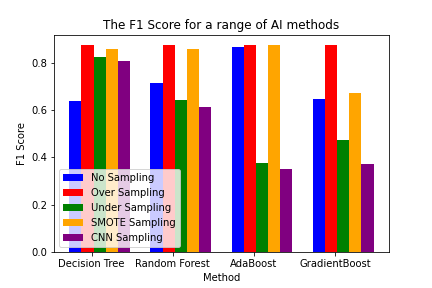 The F1 Score for a range of AI methods
F1 Score
0.8
0.6
0.4
0.2
0.0
No Sampling
Over Sampling
Under Sampling
SMOTE Sampling
CNN Sampling
Decision Tree Random Forest AdaBoost GradientBoost
Method